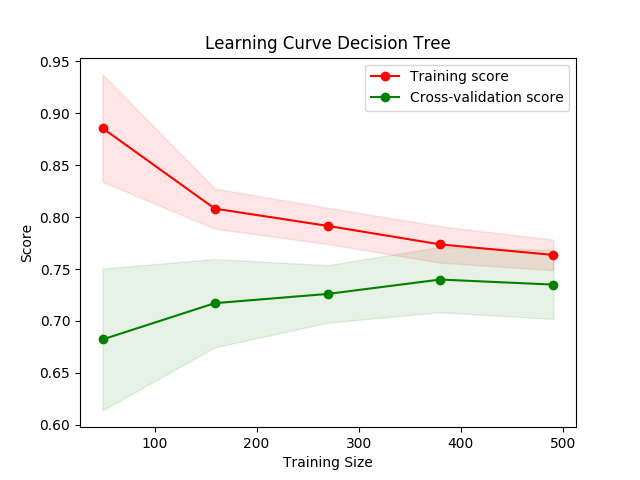 Learning Curve Decision Tree
Training score
Cross-validation score
0.95
0.90
0.85
0.80
0.75
0.70
0.65
0.60
Score
100
200
300
400
500
Training Size